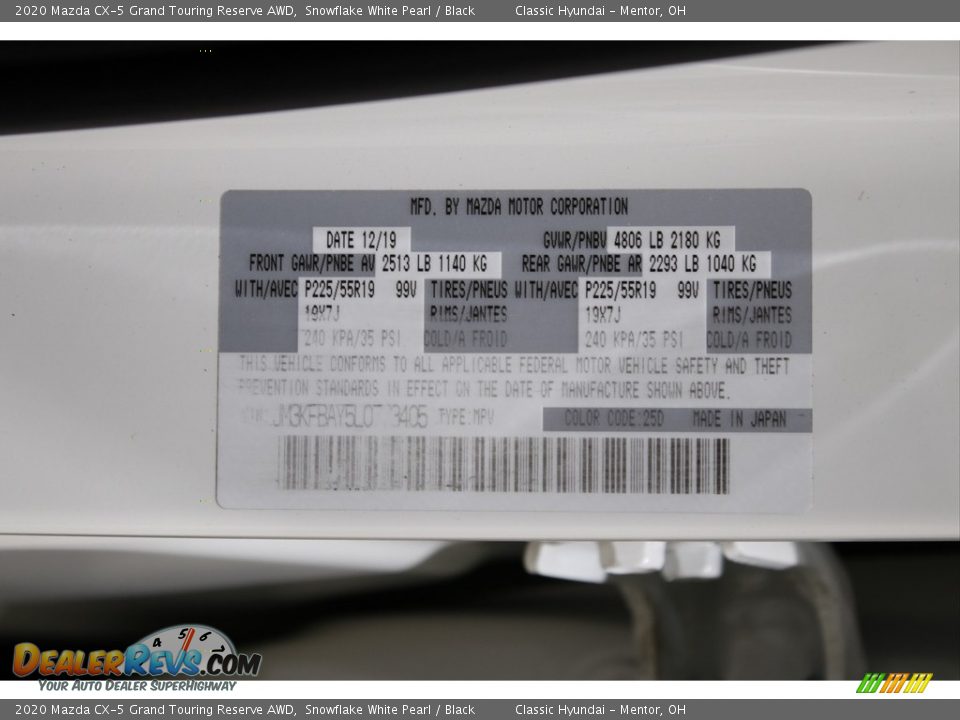 2020 Mazda CX-5 Grand Touring Reserve AWD, Snowflake White Pearl / Black Classic Hyundai - Mentor, OH
MFD. BY MAZDA MOTOR CORPORATION
DATE 12/19 GVWR/PNBV 4806 LB 2180 KG
FRONT GAWR/PNBE AV 2513 LB 1140 KG REAR GAWR/PNBE AR 2293 LB 1040 KG
WITH/AVEC P225/55R19 99V TIRES/PNEUS WITH/AVEC P225/55R19 99V TIRES/PNEUS
19X7J RIMS/JANTES 19X7J RIMS/JANTES
240 KPA/35 PSI COLD/A FROID 240 KPA/35 PSI COLD/A FROID
THIS VEHICLE CONFORMS TO ALL APPLICABLE FEDERAL MOTOR VEHICLE SAFETY AND THEFT
PREVENTION STANDARDS IN EFFECT ON THE DATE OF MANUFACTURE SHOWN ABOVE.
TYPE:MPV COLOR CODE:25D MADE IN JAPAN
4 5 6
DealerRevs.com
Your Auto Dealer SuperHighway
2020 Mazda CX-5 Grand Touring Reserve AWD, Snowflake White Pearl / Black Classic Hyundai - Mentor, OH